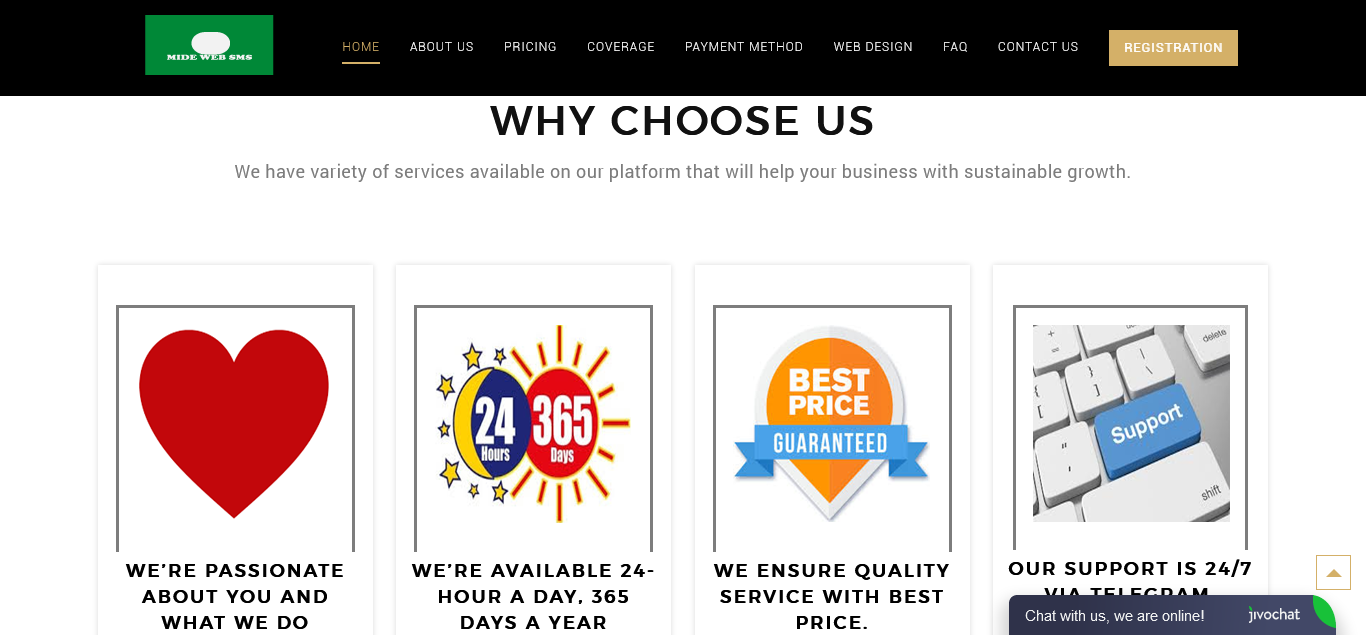 MIDE WEB SMS
HOME ABOUT US PRICING COVERAGE PAYMENT METHOD WEB DESIGN FAQ CONTACT US REGISTRATION
WHY CHOOSE US
We have variety of services available on our platform that will help your business with sustainable growth.
24
Hours
365
Days
BEST
PRICE
GUARANTEED
delete
Support
shift
WE’RE PASSIONATE
ABOUT YOU AND
WHAT WE DO
WE’RE AVAILABLE 24-
HOUR A DAY, 365
DAYS A YEAR
WE ENSURE QUALITY
SERVICE WITH BEST
PRICE.
OUR SUPPORT IS 24/7
VIA TELEGRAM
Chat with us, we are online!
jivochat